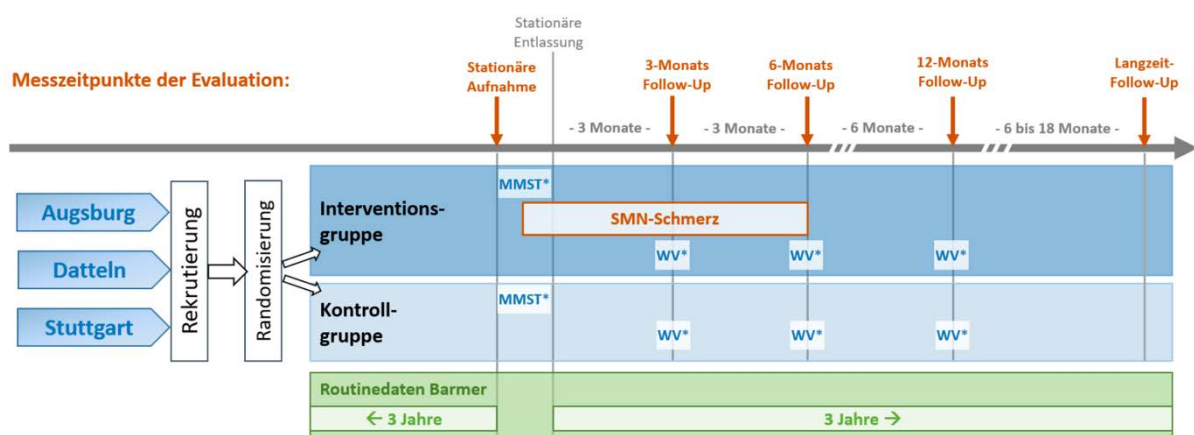 Stationäre
Entlassung
Messzeitpunkte der Evaluation:
Stationäre
Aufnahme
3-Monats
Follow-Up
6-Monats
Follow-Up
12-Monats
Follow-Up
Langzeit-
Follow-Up
- 3 Monate -
- 3 Monate -
- 6 Monate -
- 6 bis 18 Monate -
Augsburg
Datteln
Stuttgart
Rekrutierung
Randomisierung
Interventions-
gruppe
MMST*
SMN-Schmerz
WV*
WV*
WV*
Kontroll-
gruppe
MMST*
WV*
WV*
WV*
Routinedaten Barmer
← 3 Jahre
3 Jahre →